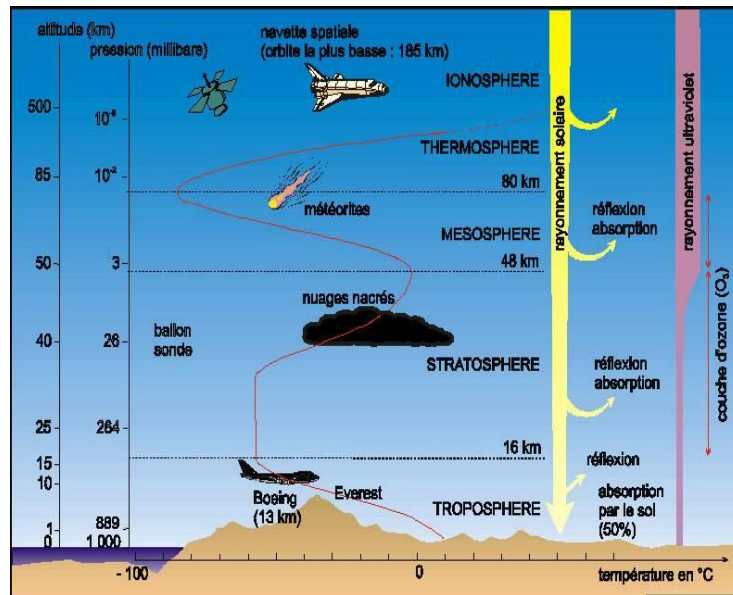 altitude (km)
pression (millibars)
navette spatiale
(orbite la plus basse : 185 km)
IONOSPHERE
500
THERMOSPHERE
85
10-2
80 km
météorites
MESOSPHERE
réflexion
absorption
50
3
48 km
nuages nacrés
ballon
sonde
40
26
STRATOSPHERE
réflexion
absorption
25
264
16 km
15
10
réflexion
Boeing
(13 km)
Everest
TROPOSPHERE
absorption
par le sol
(50%)
1
889
0
1 000
- 100
0
température en °C
rayonnement solaire
rayonnement ultraviolet
couche d'ozone (O3)